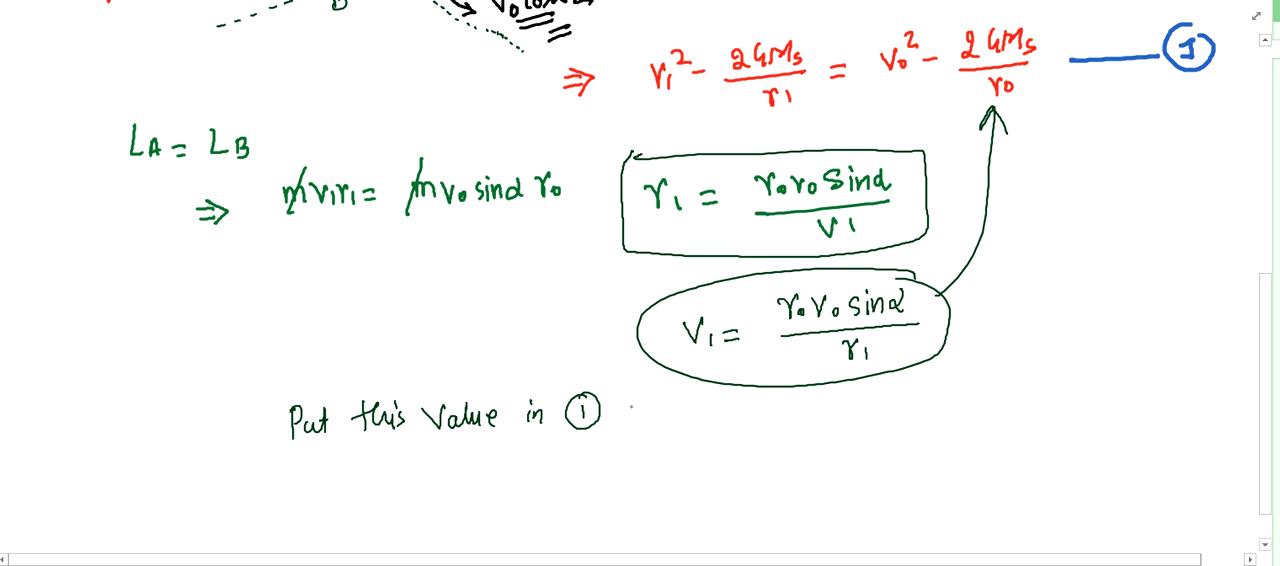 ⇒ v₁² - 2GMs/r₁ = v₀² - 2GMs/r₀ —— ①
LA = LB
⇒ mv₁r₁ = mv₀ sinα r₀
r₁ = r₀v₀ sinα / v₁
v₁ = r₀v₀ sinα / r₁
Put this value in ①